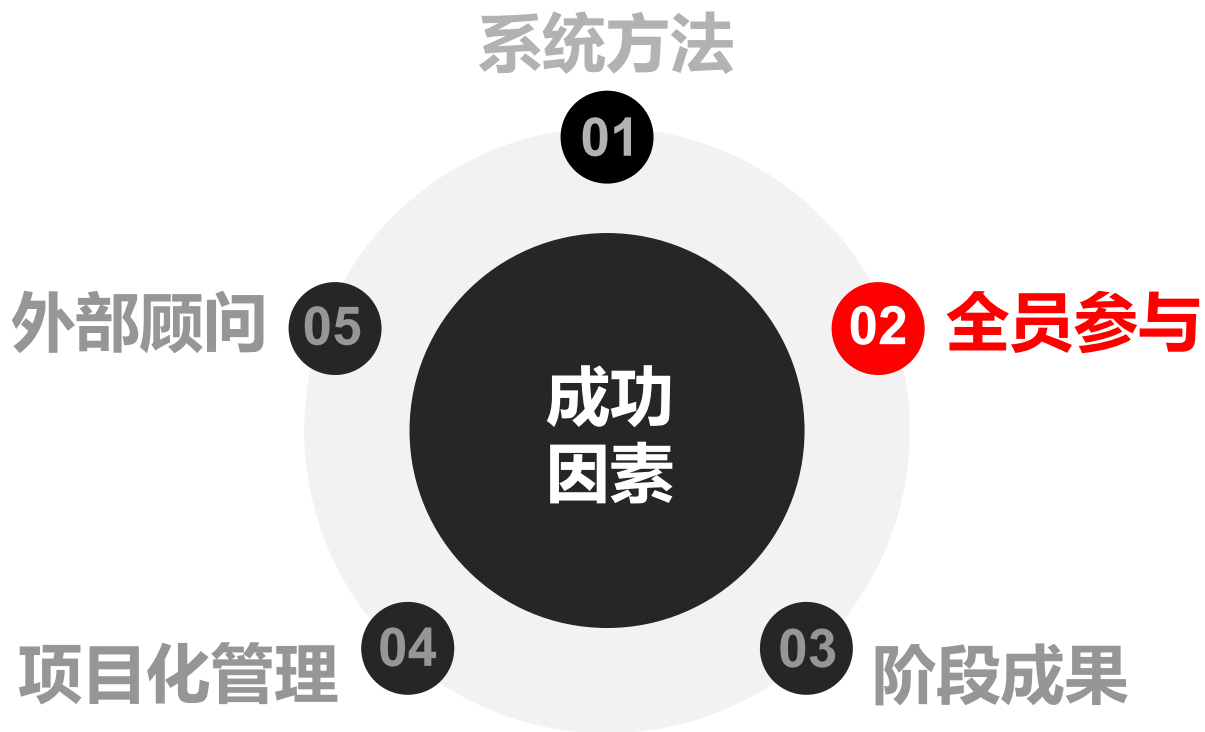 系统方法
01
02 全员参与
外部顾问 05
成功
因素
项目化管理 04
03 阶段成果